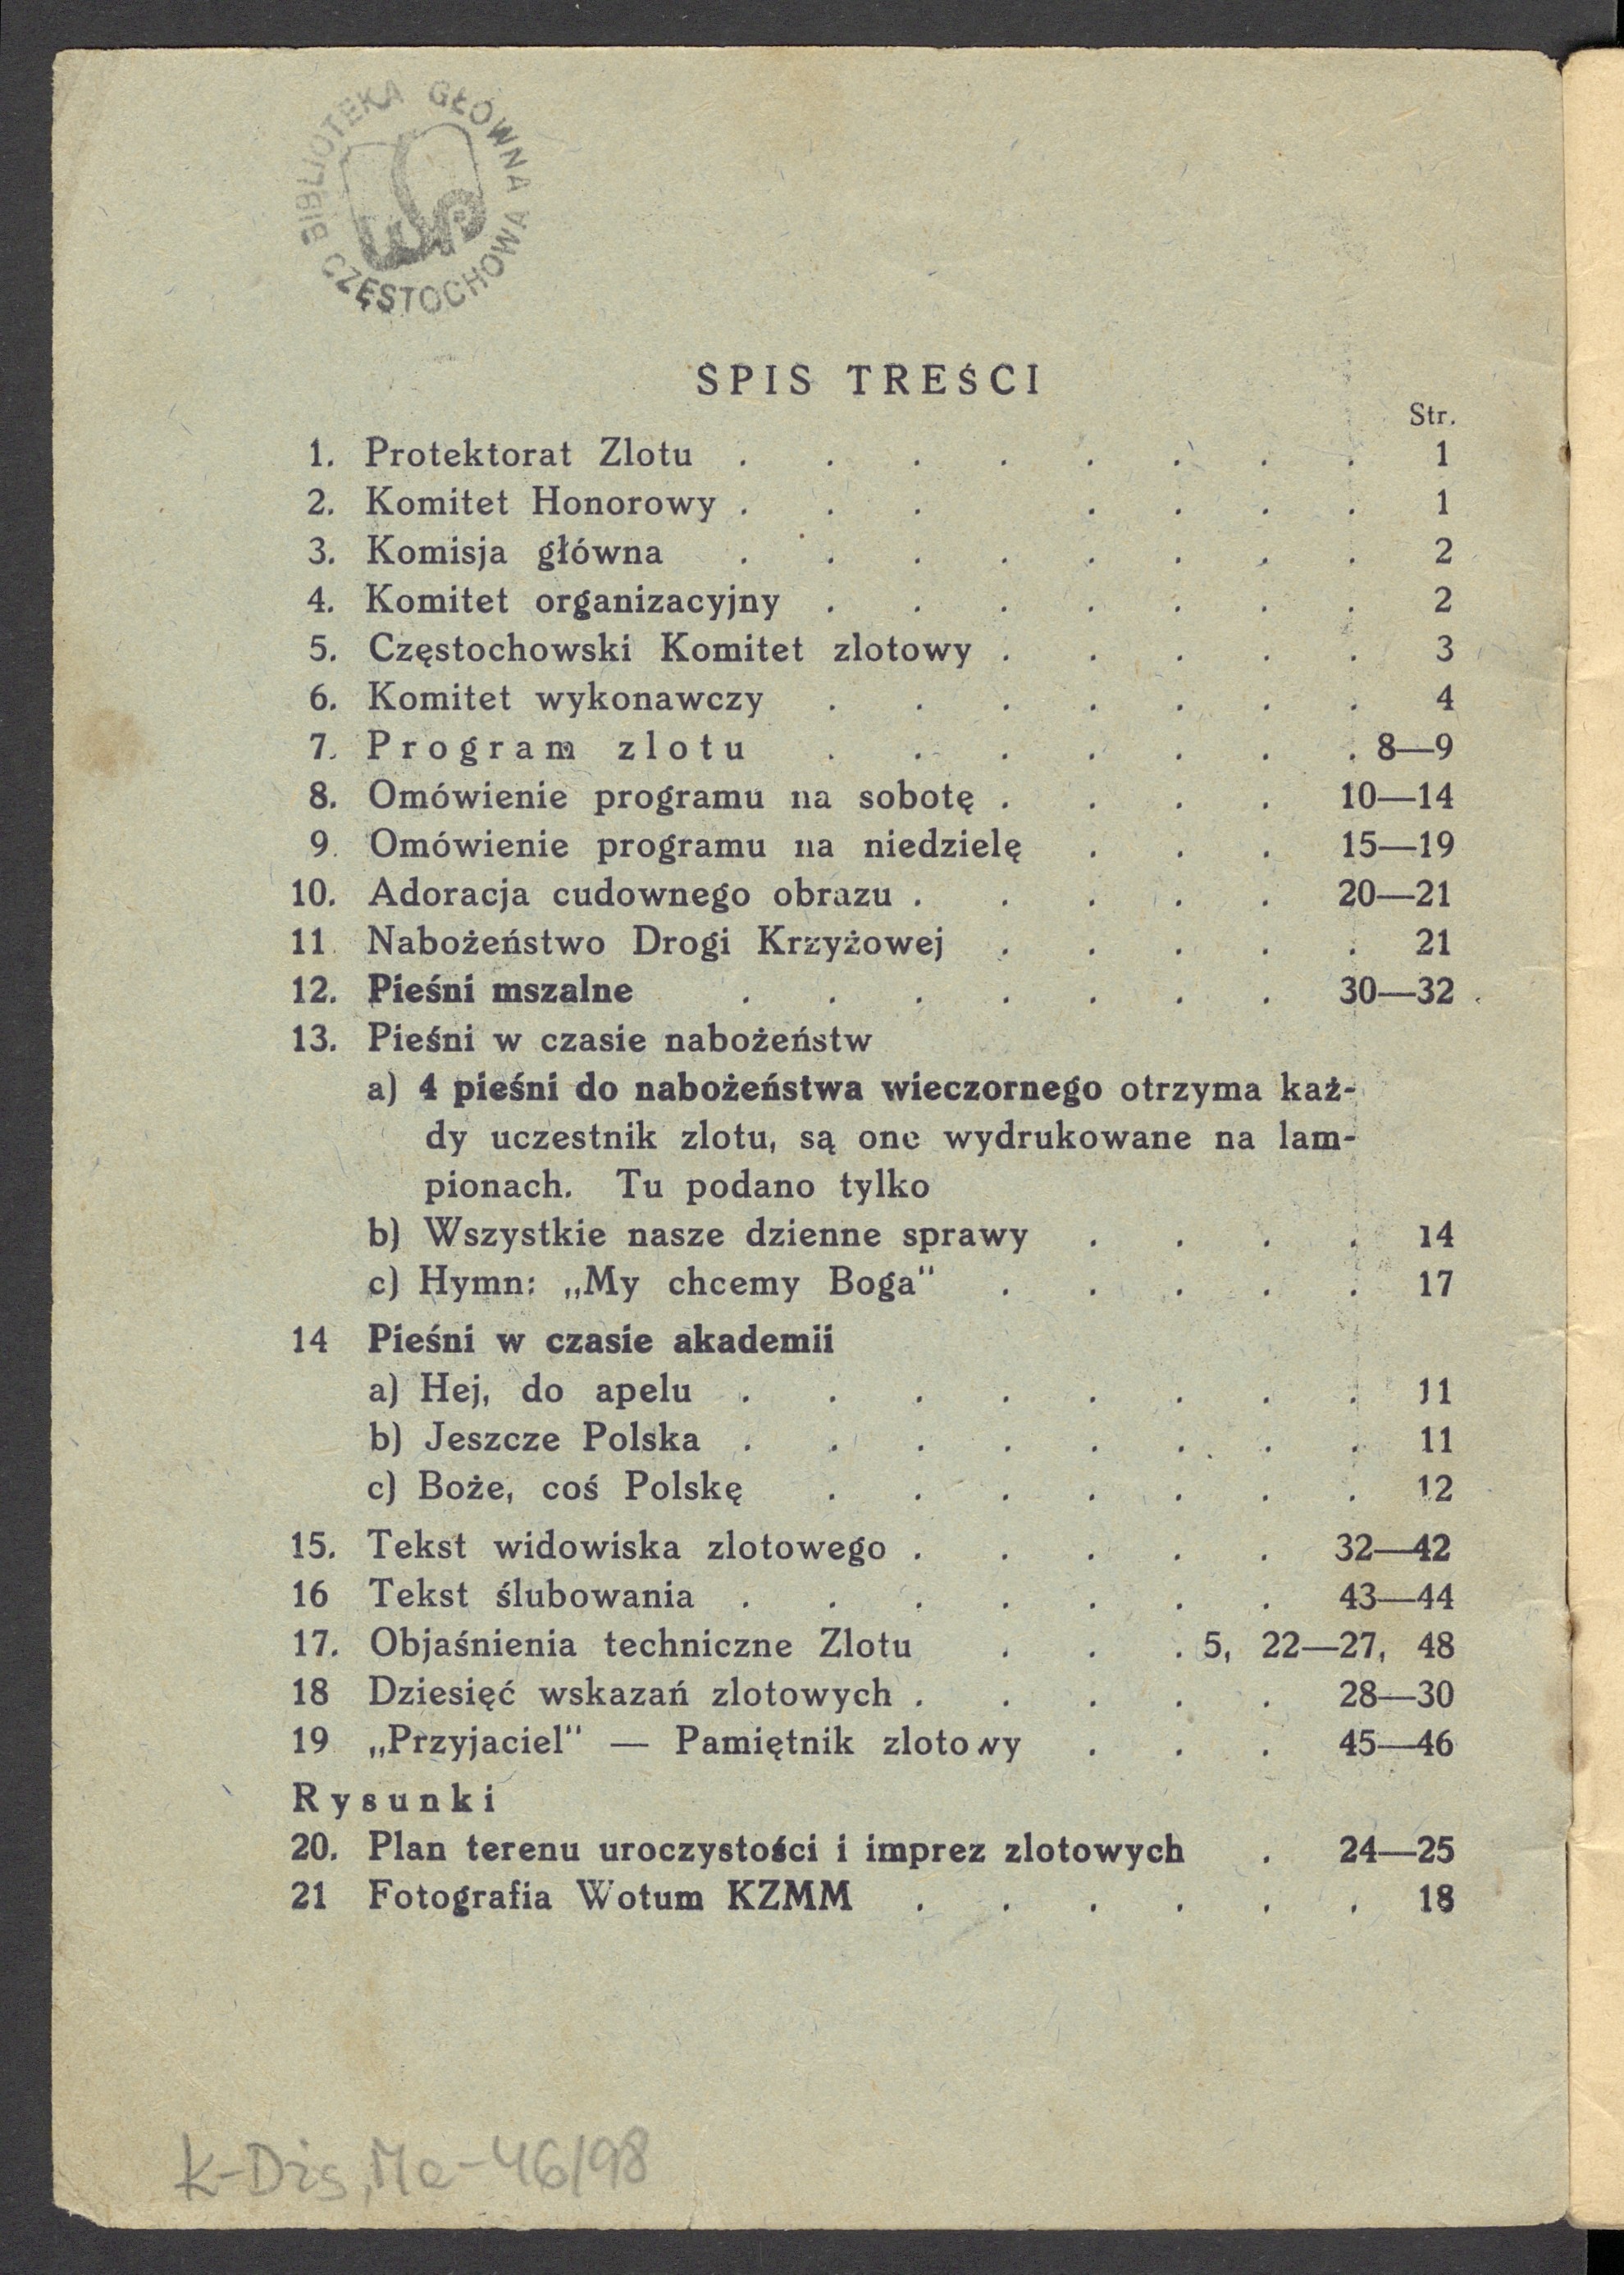 BIBLIOTEKA GŁÓWNA
WSP
CZĘSTOCHOWA
SPIS TREŚCI
Str.
1. Protektorat Zlotu . . . . . . . . 1
2. Komitet Honorowy . . . . . . . 1
3. Komisja główna . . . . . . . . 2
4. Komitet organizacyjny . . . . . . . 2
5. Częstochowski Komitet zlotowy . . . . . 3
6. Komitet wykonawczy . . . . . . . 4
7. Program zlotu . . . . . . . 8—9
8. Omówienie programu na sobotę . . . . 10—14
9. Omówienie programu na niedzielę . . . 15—19
10. Adoracja cudownego obrazu . . . . . 20—21
11. Nabożeństwo Drogi Krzyżowej . . . . . 21
12. Pieśni mszalne . . . . . . . 30—32
13. Pieśni w czasie nabożeństw
a) 4 pieśni do nabożeństwa wieczornego otrzyma każ-
dy uczestnik zlotu, są one wydrukowane na lam-
pionach. Tu podano tylko
b) Wszystkie nasze dzienne sprawy . . . . 14
c) Hymn: „My chcemy Boga" . . . . . 17
14 Pieśni w czasie akademii
a) Hej, do apelu . . . . . . . . 11
b) Jeszcze Polska . . . . . . . . 11
c) Boże, coś Polskę . . . . . . . 12
15. Tekst widowiska zlotowego . . . . . 32—42
16 Tekst ślubowania . . . . . . . 43—44
17. Objaśnienia techniczne Zlotu . . . 5, 22—27, 48
18 Dziesięć wskazań zlotowych . . . . . 28—30
19 „Przyjaciel" — Pamiętnik zlotowy . . . 45—46
Rysunki
20. Plan terenu uroczystości i imprez zlotowych . 24—25
21 Fotografia Wotum KZMM . . . . . . 18
46/98